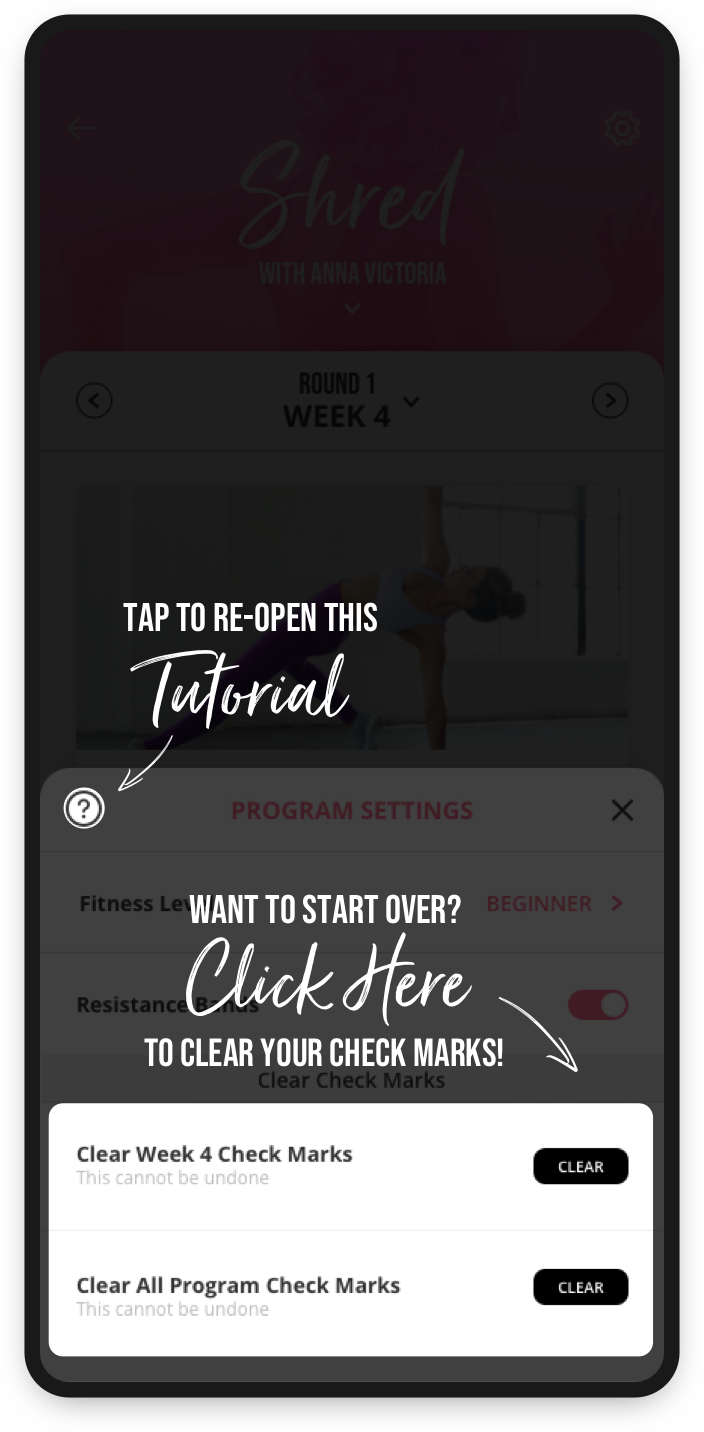 Shred
WITH ANNA VICTORIA
ROUND 1
WEEK 4
TAP TO RE-OPEN THIS
Tutorial
? PROGRAM SETTINGS
Fitness Lev BEGINNER
WANT TO START OVER?
Click Here
Resistance Bands
TO CLEAR YOUR CHECK MARKS!
Clear Check Marks
Clear Week 4 Check Marks
This cannot be undone
CLEAR
Clear All Program Check Marks
This cannot be undone
CLEAR